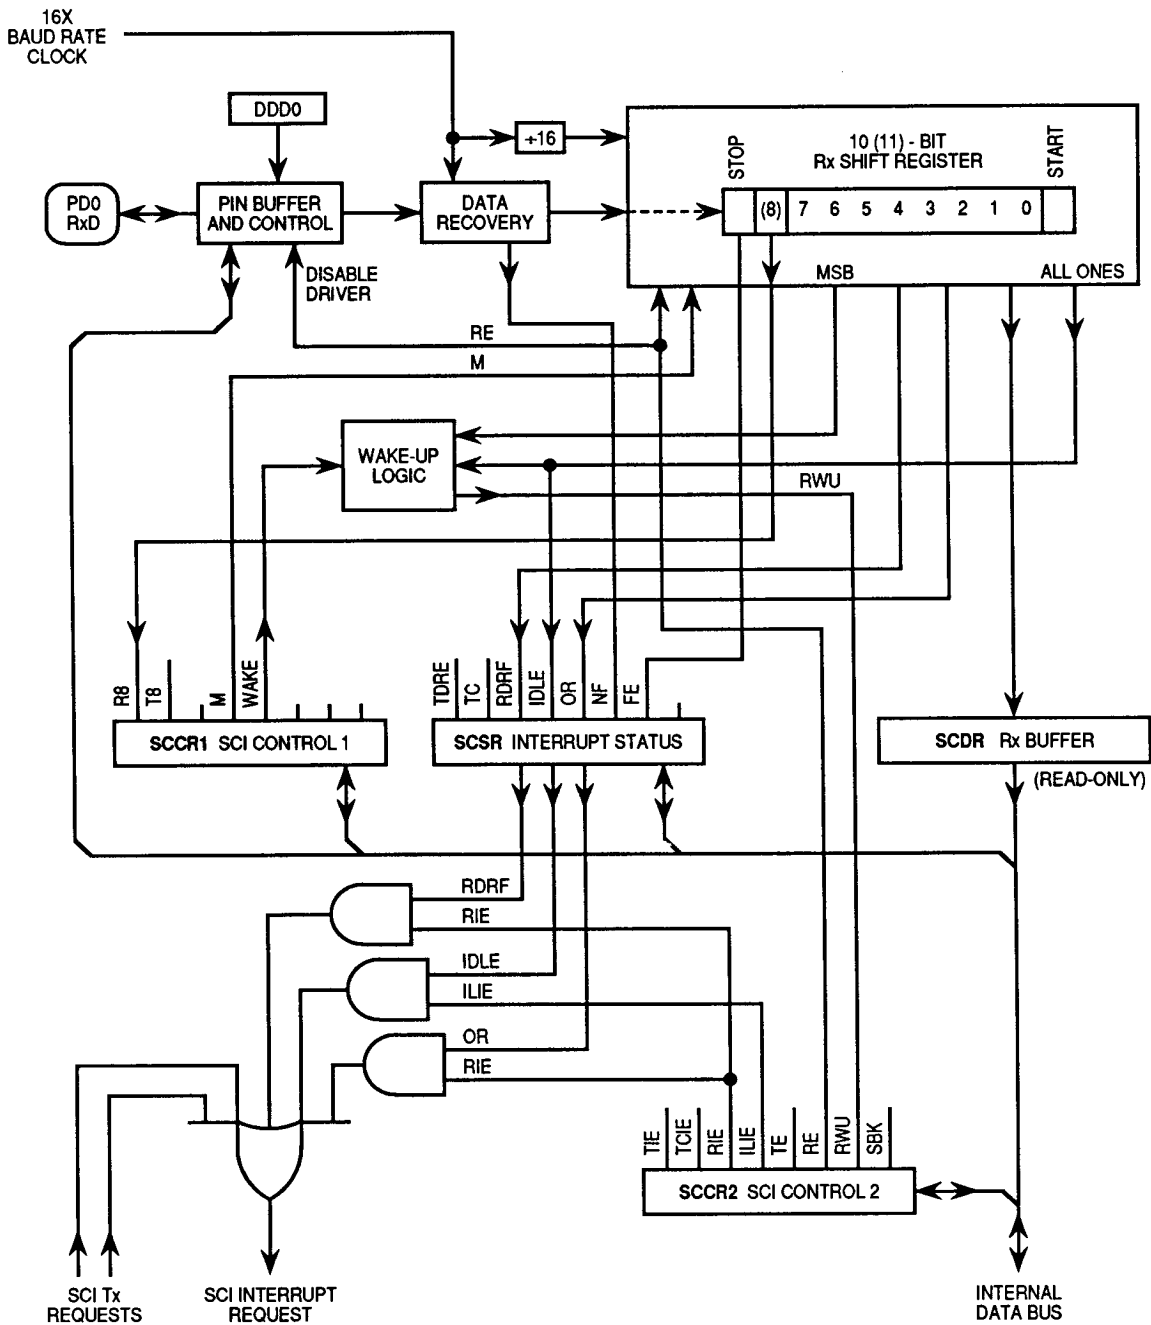 16X
BAUD RATE
CLOCK
DDD0
÷16
10 (11) - BIT
Rx SHIFT REGISTER
STOP
START
PD0
RxD
PIN BUFFER
AND CONTROL
DATA
RECOVERY
(8) 7 6 5 4 3 2 1 0
DISABLE
DRIVER
MSB
ALL ONES
RE
M
WAKE-UP
LOGIC
RWU
R8
T8
M
WAKE
TDRE
TC
RDRF
IDLE
OR
NF
FE
SCCR1 SCI CONTROL 1
SCSR INTERRUPT STATUS
SCDR Rx BUFFER
(READ-ONLY)
RDRF
RIE
IDLE
ILIE
OR
RIE
TIE
TCIE
RIE
ILIE
TE
RE
RWU
SBK
SCCR2 SCI CONTROL 2
SCI Tx
REQUESTS
SCI INTERRUPT
REQUEST
INTERNAL
DATA BUS